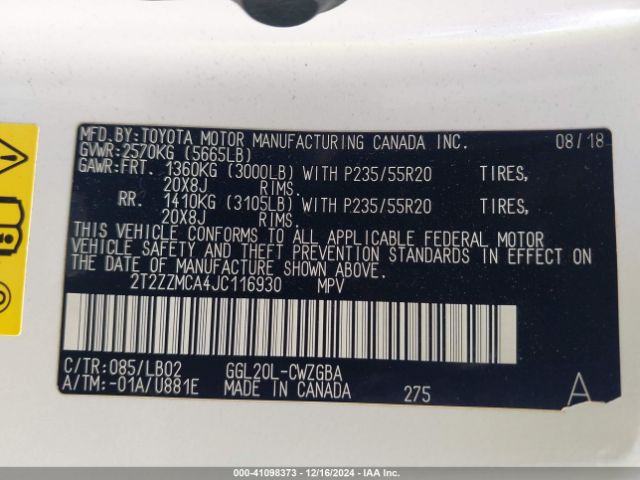 MFD.BY:TOYOTA MOTOR MANUFACTURING CANADA INC. 08/18
GVWR:2570KG (5665LB)
GAWR:FRT. 1360KG (3000LB) WITH P235/55R20 TIRES,
20X8J RIMS.
RR. 1410KG (3105LB) WITH P235/55R20 TIRES,
20X8J RIMS.
THIS VEHICLE CONFORMS TO ALL APPLICABLE FEDERAL MOTOR
VEHICLE SAFETY AND THEFT PREVENTION STANDARDS IN EFFECT ON
THE DATE OF MANUFACTURE SHOWN ABOVE.
2T2ZZMCA4JC116930 MPV
C/TR:085/LB02 GGL20L-CWZGBA
A/TM:-01A/U881E MADE IN CANADA 275 A
000-41098373 - 12/16/2024 - IAA Inc.